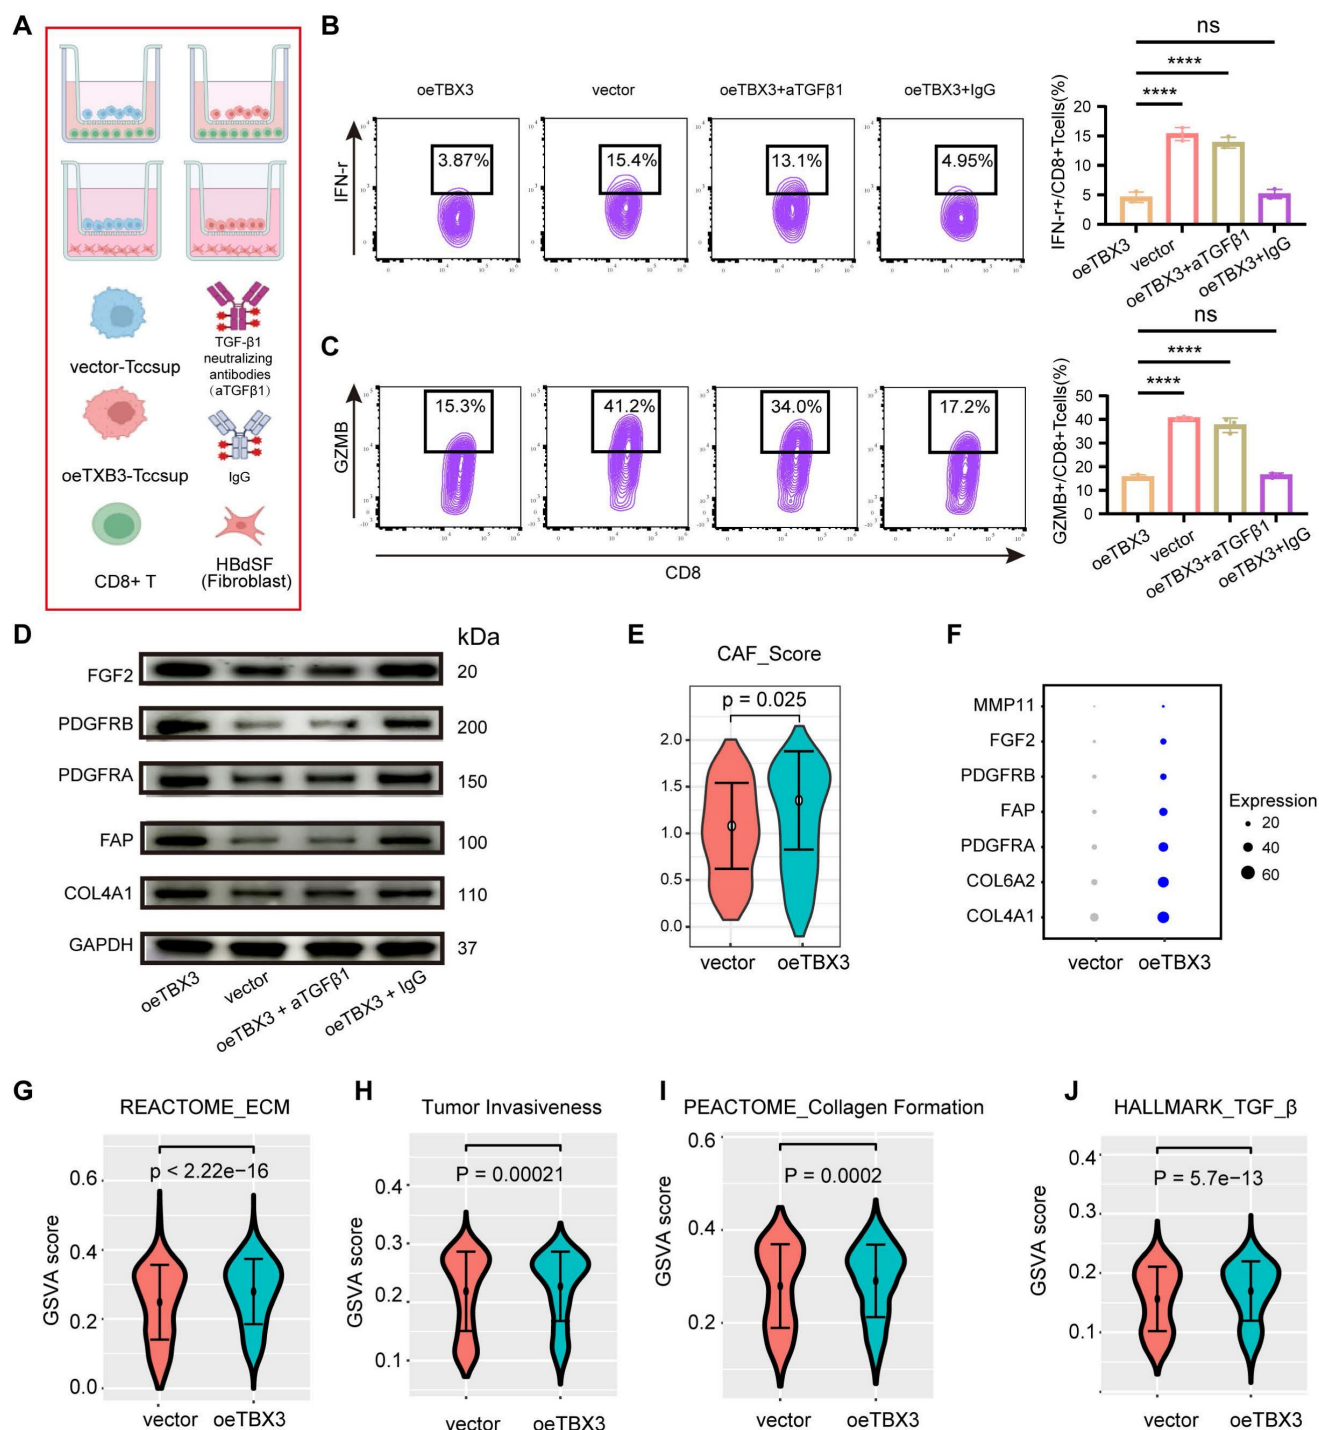 A
vector-Tccsup
oeTXB3-Tccsup
CD8+ T
TGF-β1
neutralizing
antibodies
(aTGFβ1)
IgG
HBdSF
(Fibroblast)
B
oeTBX3 vector oeTBX3+aTGFβ1 oeTBX3+IgG
IFN-r
3.87% 15.4% 13.1% 4.95%
IFN-r+/CD8+Tcells(%)
ns
****
****
20
15
10
5
0
oeTBX3 vector oeTBX3+aTGFβ1 oeTBX3+IgG
C
GZMB
15.3% 41.2% 34.0% 17.2%
CD8
GZMB+/CD8+Tcells(%)
ns
****
****
50
40
30
20
10
0
oeTBX3 vector oeTBX3+aTGFβ1 oeTBX3+IgG
D
kDa
FGF2 20
PDGFRB 200
PDGFRA 150
FAP 100
COL4A1 110
GAPDH 37
oeTBX3 vector oeTBX3 + aTGFβ1 oeTBX3 + IgG
E
CAF_Score
p = 0.025
2.0
1.5
1.0
0.5
0.0
vector oeTBX3
F
MMP11
FGF2
PDGFRB
FAP
PDGFRA
COL6A2
COL4A1
vector oeTBX3
Expression
20
40
60
G
REACTOME_ECM
p < 2.22e−16
GSVA score
0.6
0.4
0.2
0.0
vector oeTBX3
H
Tumor Invasiveness
P = 0.00021
GSVA score
0.4
0.3
0.2
0.1
vector oeTBX3
I
PEACTOME_Collagen Formation
P = 0.0002
GSVA score
0.6
0.4
0.2
vector oeTBX3
J
HALLMARK_TGF_β
P = 5.7e−13
GSVA score
0.4
0.3
0.2
0.1
vector oeTBX3